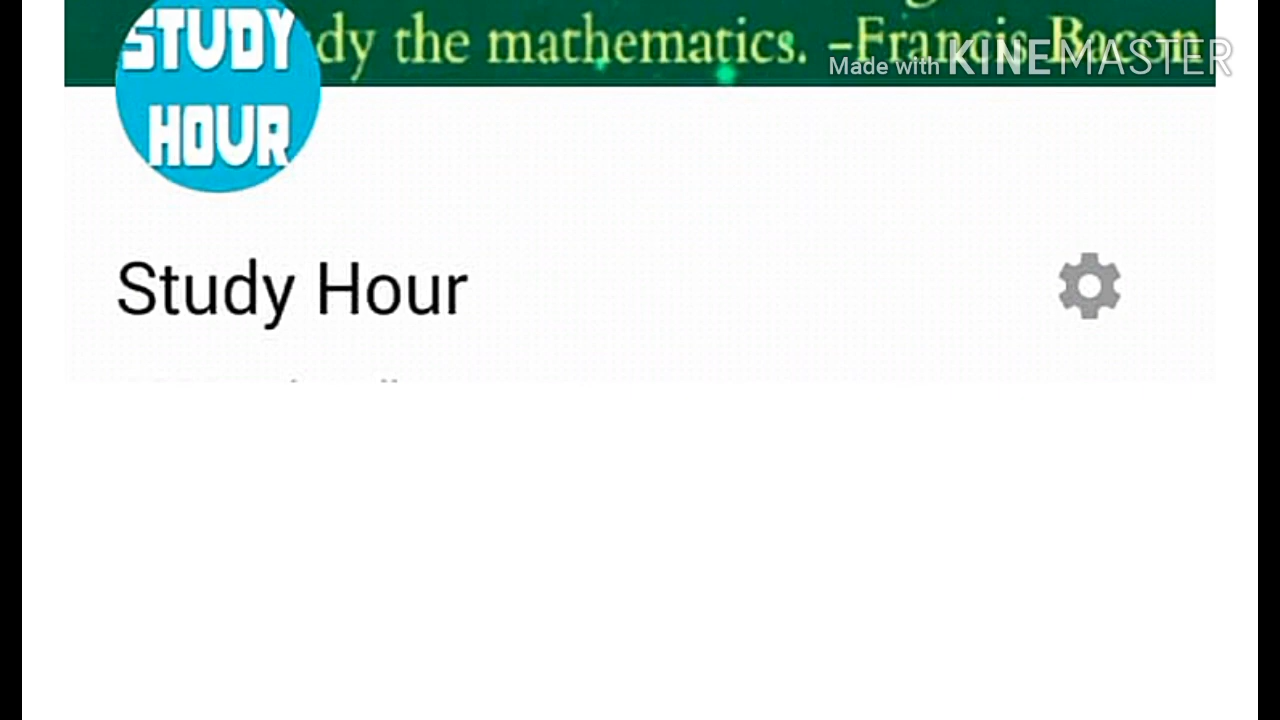 STUDY
HOUR
dy the mathematics. –Francis Bacon
Made with KINEMASTER
Study Hour